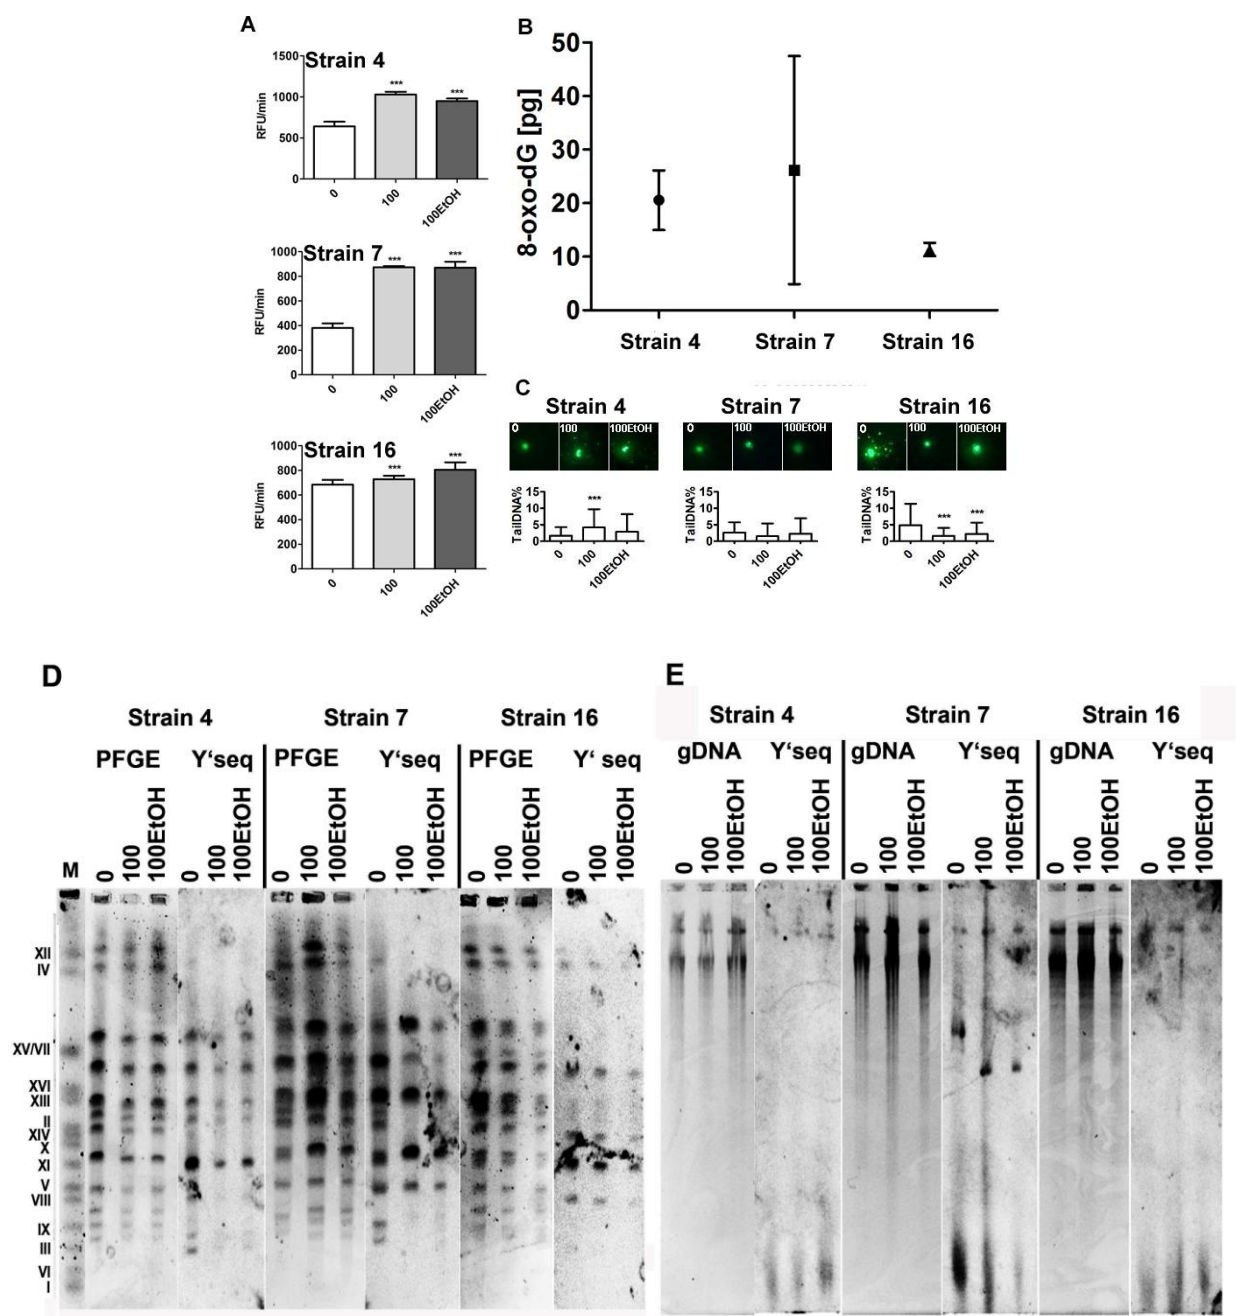 A
Strain 4
RFU/min
1500
1000
500
0
***
***
0
100
100EtOH
Strain 7
RFU/min
1000
800
600
400
200
0
***
***
0
100
100EtOH
Strain 16
RFU/min
1000
800
600
400
200
0
***
***
0
100
100EtOH
B
8-oxo-dG [pg]
50
40
30
20
10
0
Strain 4 Strain 7 Strain 16
C
Strain 4 Strain 7 Strain 16
0 100 100EtOH 0 100 100EtOH 0 100 100EtOH
TailDNA%
15
10
5
0
***
0 100 100EtOH
TailDNA%
15
10
5
0
0 100 100EtOH
TailDNA%
15
10
5
0
*** ***
0 100 100EtOH
D
Strain 4 Strain 7 Strain 16
PFGE Y‘seq PFGE Y‘seq PFGE Y‘ seq
M 0 100 100EtOH 0 100 100EtOH 0 100 100EtOH 0 100 100EtOH 0 100 100EtOH 0 100 100EtOH
XII
IV
XV/VII
XVI
XIII
II
XIV
X
XI
V
VIII
IX
III
VI
I
E
Strain 4 Strain 7 Strain 16
gDNA Y‘seq gDNA Y‘seq gDNA Y‘seq
0 100 100EtOH 0 100 100EtOH 0 100 100EtOH 0 100 100EtOH 0 100 100EtOH 0 100 100EtOH